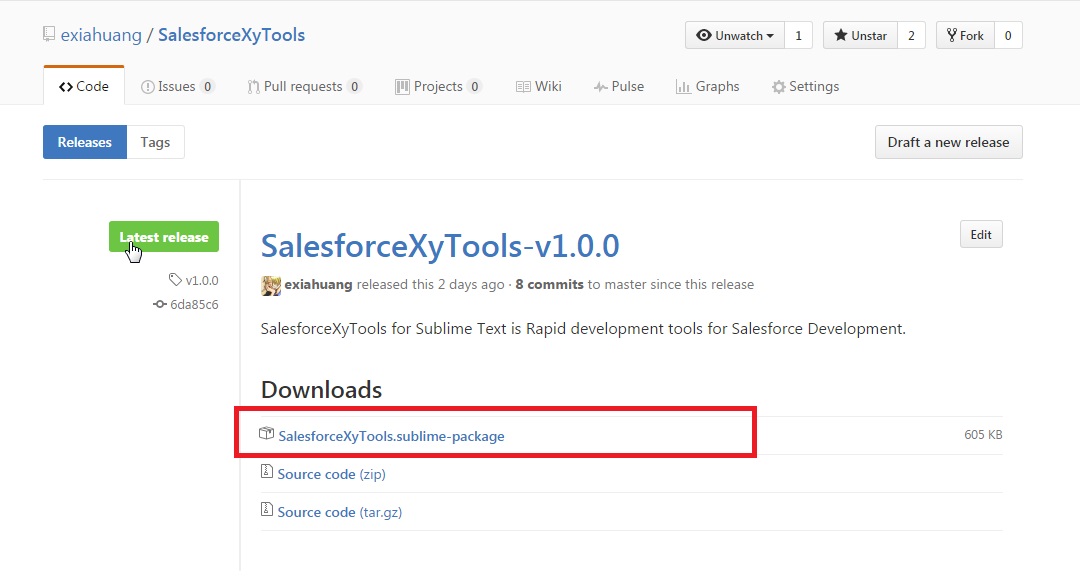 exiahuang / SalesforceXyTools
Unwatch 1 Unstar 2 Fork 0
Code Issues 0 Pull requests 0 Projects 0 Wiki Pulse Graphs Settings
Releases Tags Draft a new release
Latest release
v1.0.0
6da85c6
SalesforceXyTools-v1.0.0 Edit
exiahuang released this 2 days ago · 8 commits to master since this release
SalesforceXyTools for Sublime Text is Rapid development tools for Salesforce Development.
Downloads
SalesforceXyTools.sublime-package 605 KB
Source code (zip)
Source code (tar.gz)